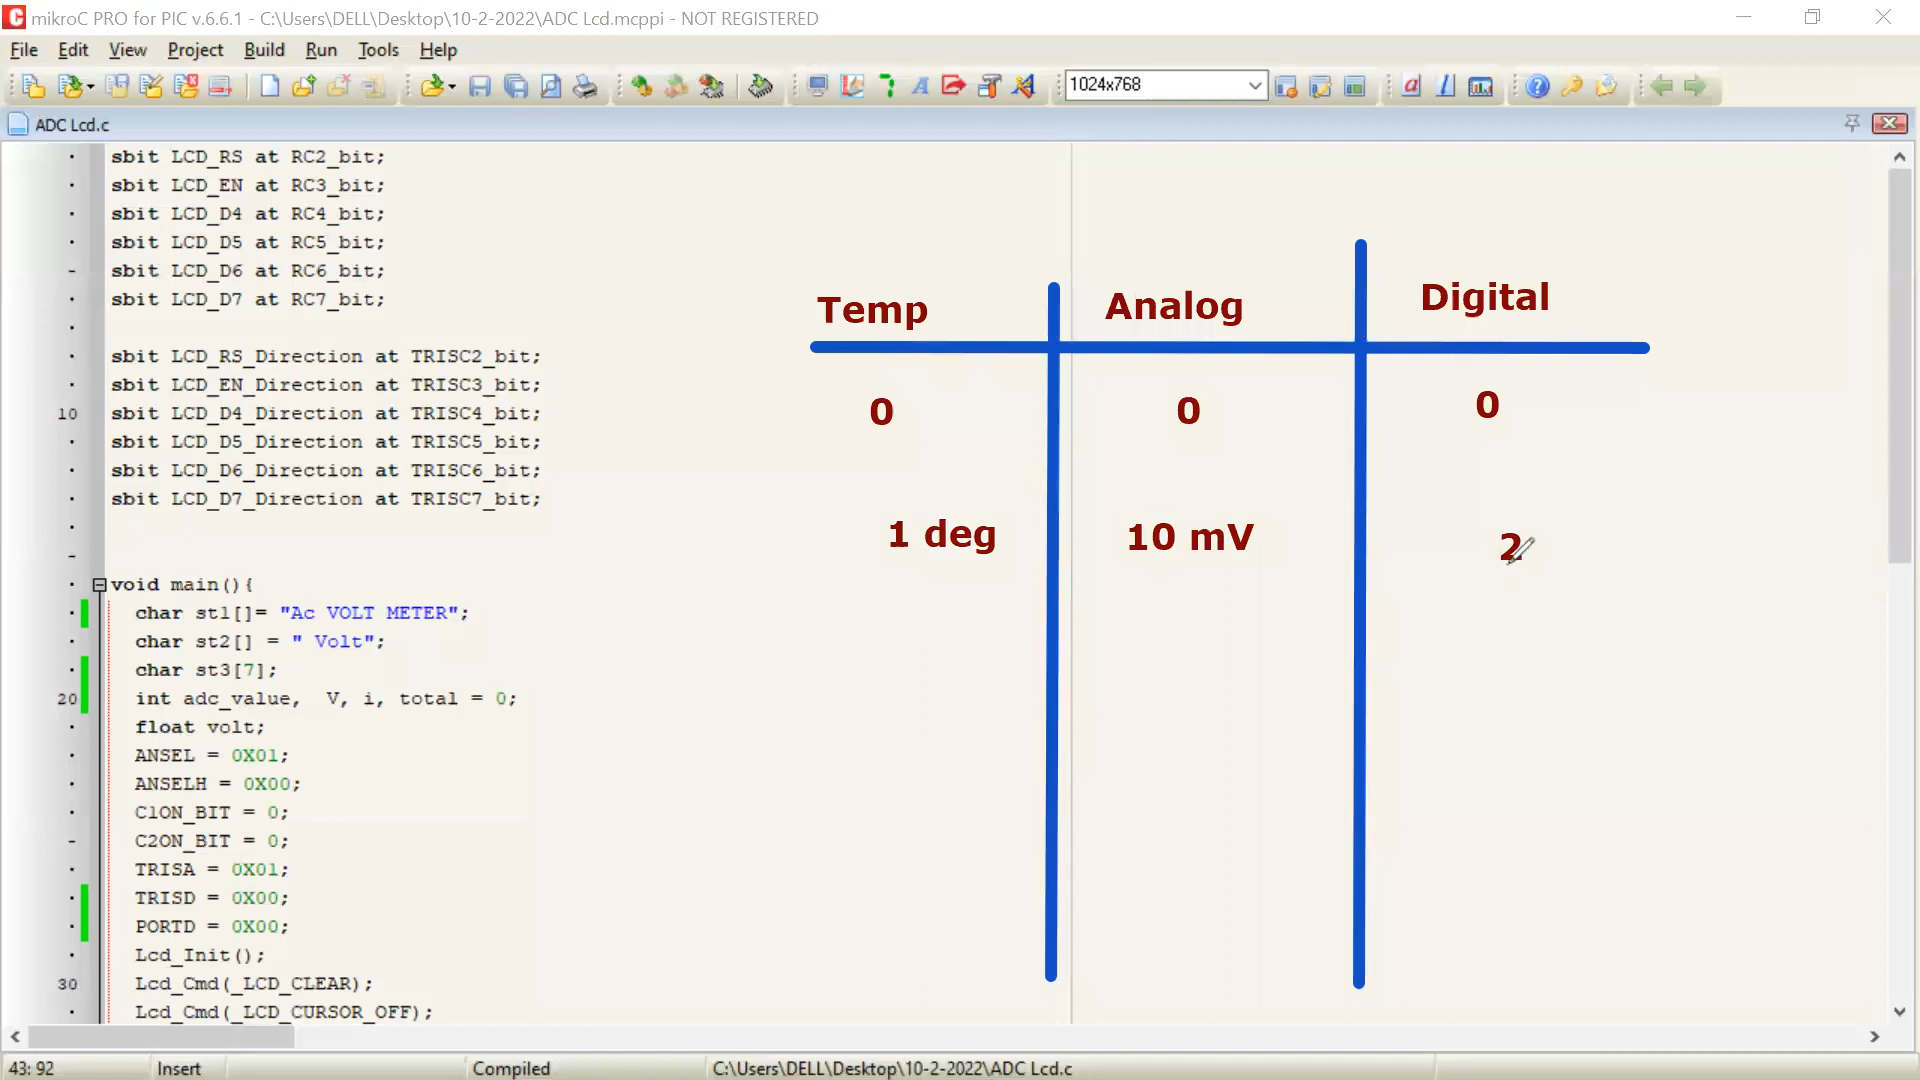 mikroC PRO for PIC v.6.6.1 - C:\Users\DELL\Desktop\10-2-2022\ADC Lcd.mcppi - NOT REGISTERED
File Edit View Project Build Run Tools Help
1024x768
ADC Lcd.c
sbit LCD_RS at RC2_bit;
sbit LCD_EN at RC3_bit;
sbit LCD_D4 at RC4_bit;
sbit LCD_D5 at RC5_bit;
sbit LCD_D6 at RC6_bit;
sbit LCD_D7 at RC7_bit;
sbit LCD_RS_Direction at TRISC2_bit;
sbit LCD_EN_Direction at TRISC3_bit;
10 sbit LCD_D4_Direction at TRISC4_bit;
sbit LCD_D5_Direction at TRISC5_bit;
sbit LCD_D6_Direction at TRISC6_bit;
sbit LCD_D7_Direction at TRISC7_bit;
void main(){
char st1[]= "Ac VOLT METER";
char st2[] = " Volt";
char st3[7];
20 int adc_value,  V, i, total = 0;
float volt;
ANSEL = 0X01;
ANSELH = 0X00;
C1ON_BIT = 0;
C2ON_BIT = 0;
TRISA = 0X01;
TRISD = 0X00;
PORTD = 0X00;
Lcd_Init();
30 Lcd_Cmd(_LCD_CLEAR);
Lcd_Cmd(_LCD_CURSOR_OFF);
Temp Analog Digital
0 0 0
1 deg 10 mV 2
43: 92 Insert Compiled C:\Users\DELL\Desktop\10-2-2022\ADC Lcd.c